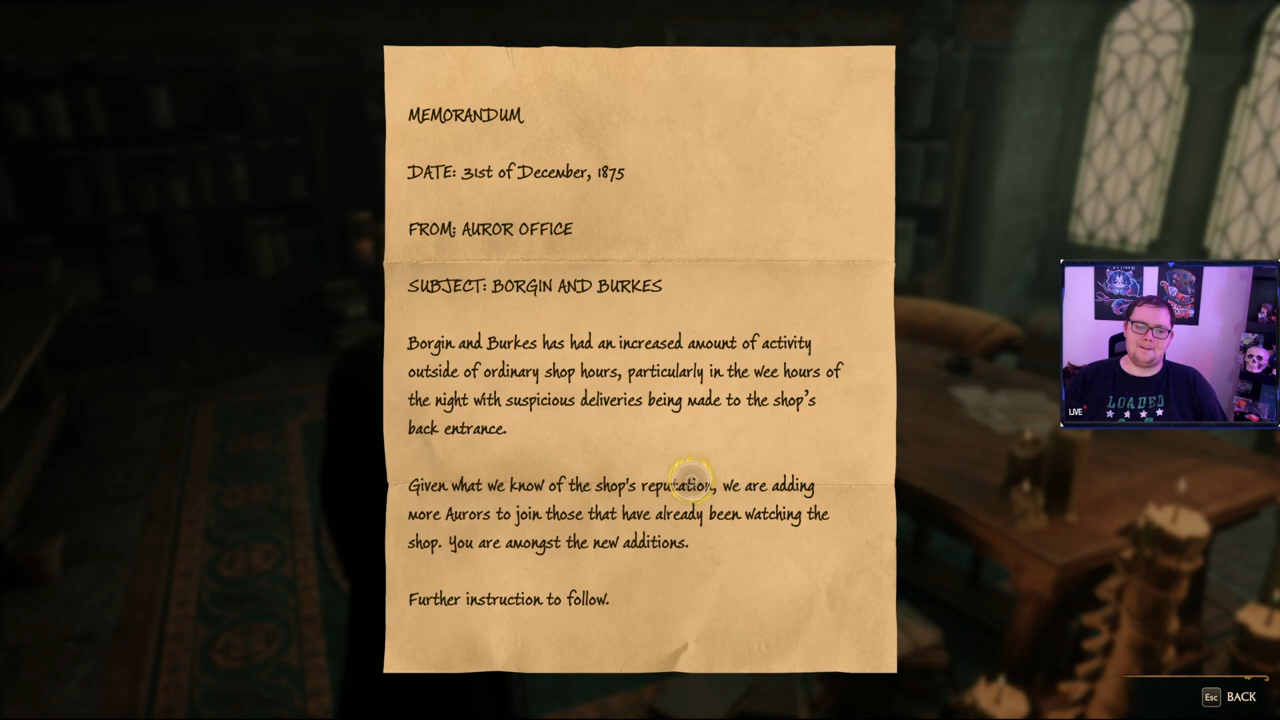 MEMORANDUM
DATE: 31st of December, 1875
FROM: AUROR OFFICE
SUBJECT: BORGIN AND BURKES
Borgin and Burkes has had an increased amount of activity
outside of ordinary shop hours, particularly in the wee hours of
the night with suspicious deliveries being made to the shop's
back entrance.
Given what we know of the shop's reputation, we are adding
more Aurors to join those that have already been watching the
shop. You are amongst the new additions.
Further instruction to follow.
LOADED
LIVE
Esc BACK